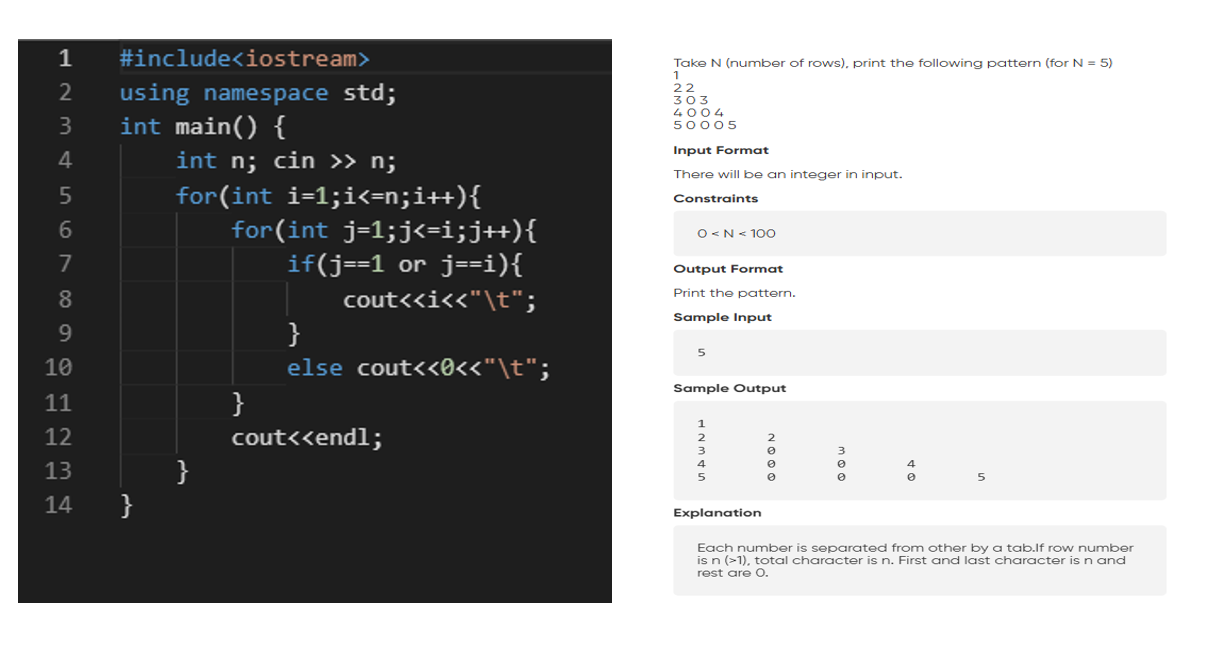 1 #include<iostream>
2 using namespace std;
3 int main() {
4 int n; cin >> n;
5 for(int i=1;i<=n;i++){
6 for(int j=1;j<=i;j++){
7 if(j==1 or j==i){
8 cout<<i<<"\t";
9 }
10 else cout<<0<<"\t";
11 }
12 cout<<endl;
13 }
14 }
Take N (number of rows), print the following pattern (for N = 5)
1
2 2
3 0 3
4 0 0 4
5 0 0 0 5
Input Format
There will be an integer in input.
Constraints
0 < N < 100
Output Format
Print the pattern.
Sample Input
5
Sample Output
1
2 2
3 0 3
4 0 0 4
5 0 0 0 5
Explanation
Each number is separated from other by a tab.If row number
is n (>1), total character is n. First and last character is n and
rest are 0.